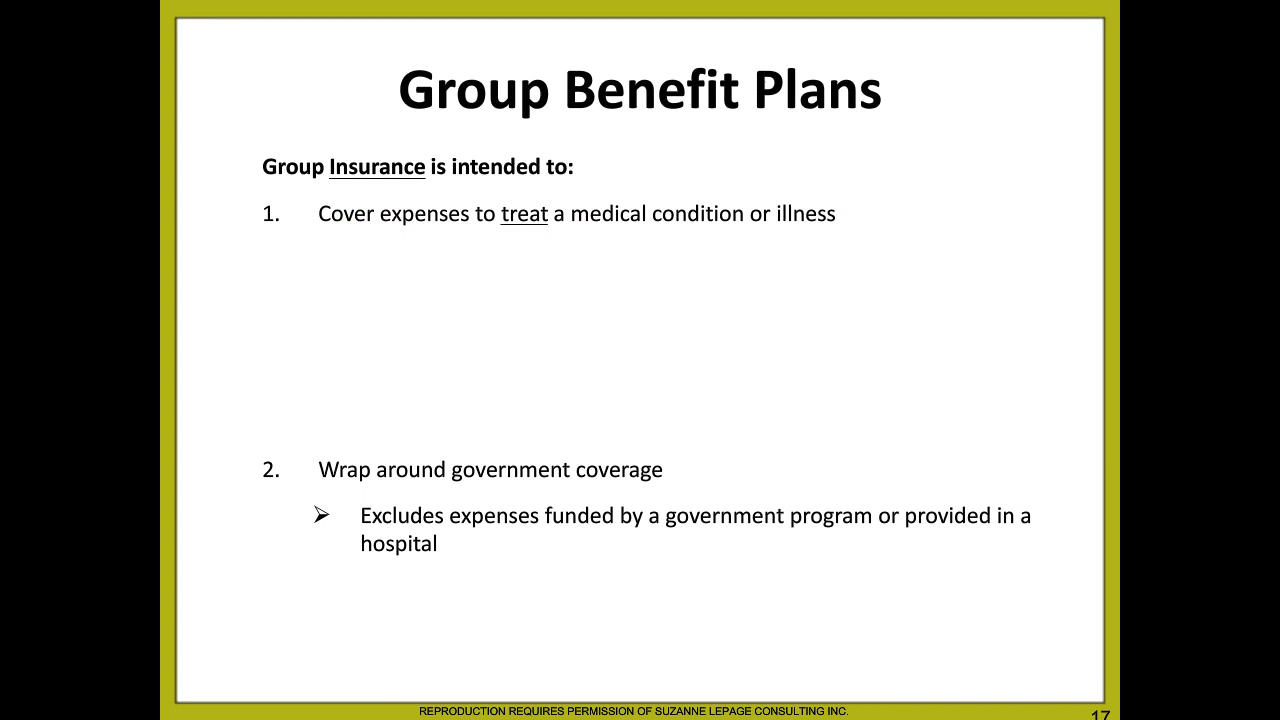 Group Benefit Plans
Group Insurance is intended to:
1. Cover expenses to treat a medical condition or illness
2. Wrap around government coverage
➢ Excludes expenses funded by a government program or provided in a
hospital
REPRODUCTION REQUIRES PERMISSION OF SUZANNE LEPAGE CONSULTING INC.
17